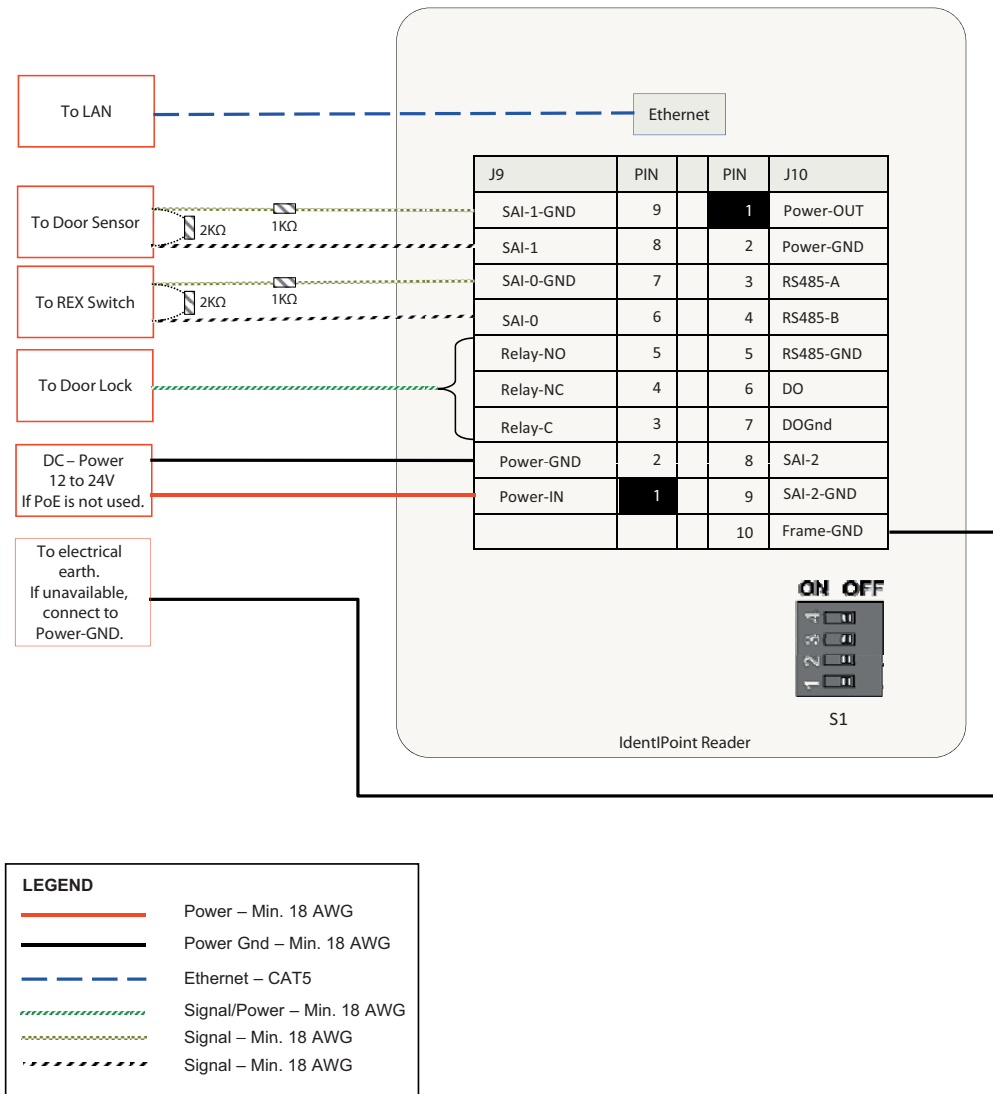 To LAN
Ethernet
J9 PIN PIN J10
To Door Sensor
2KΩ
1KΩ
SAI-1-GND 9 1 Power-OUT
SAI-1 8 2 Power-GND
To REX Switch
2KΩ
1KΩ
SAI-0-GND 7 3 RS485-A
SAI-0 6 4 RS485-B
To Door Lock
Relay-NO 5 5 RS485-GND
Relay-NC 4 6 DO
Relay-C 3 7 DOGnd
DC – Power
12 to 24V
If PoE is not used.
Power-GND 2 8 SAI-2
Power-IN 1 9 SAI-2-GND
10 Frame-GND
To electrical
earth.
If unavailable,
connect to
Power-GND.
ON OFF
4
3
2
1
S1
IdentIPoint Reader
LEGEND
Power – Min. 18 AWG
Power Gnd – Min. 18 AWG
Ethernet – CAT5
Signal/Power – Min. 18 AWG
Signal – Min. 18 AWG
Signal – Min. 18 AWG